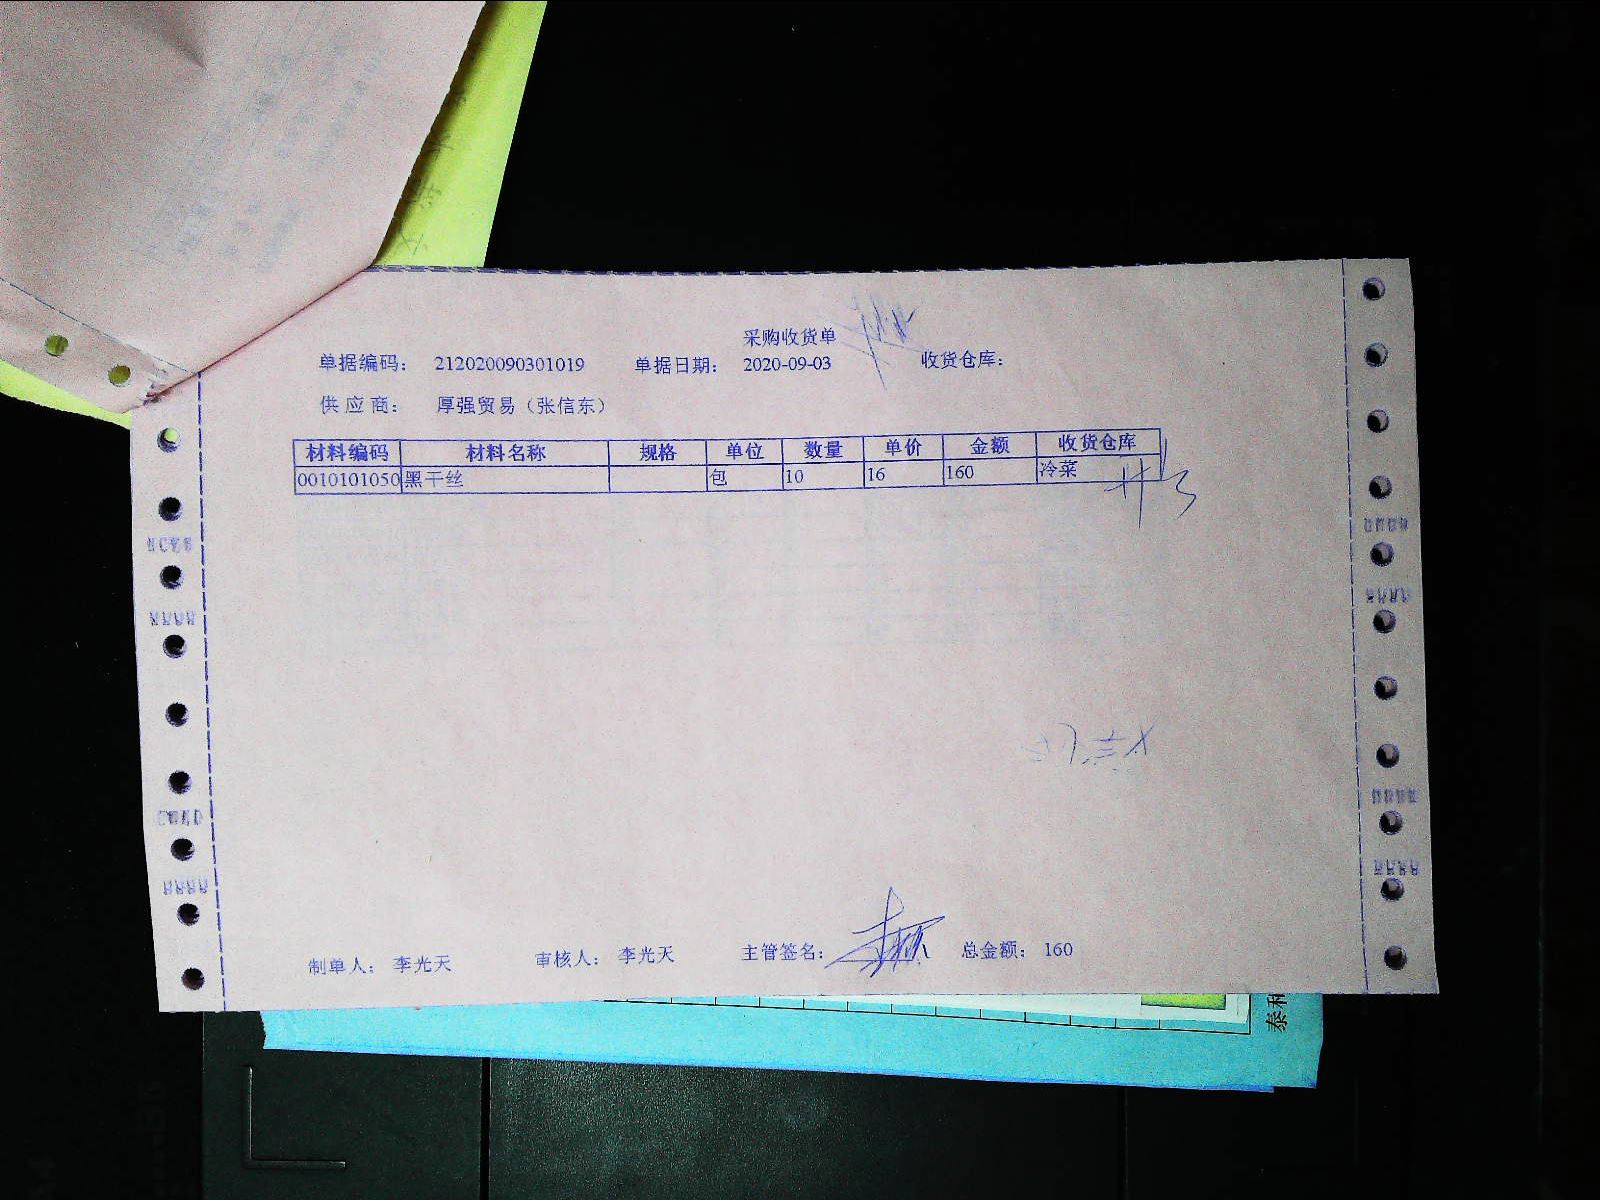 采购收货单
单据编码： 212020090301019 单据日期： 2020-09-03 收货仓库：
供 应 商： 厚强贸易（张信东）
材料编码 材料名称 规格 单位 数量 单价 金额 收货仓库
0010101050 黑干丝 包 10 16 160 冷菜
制单人： 李光天 审核人： 李光天 主管签名： 总金额： 160